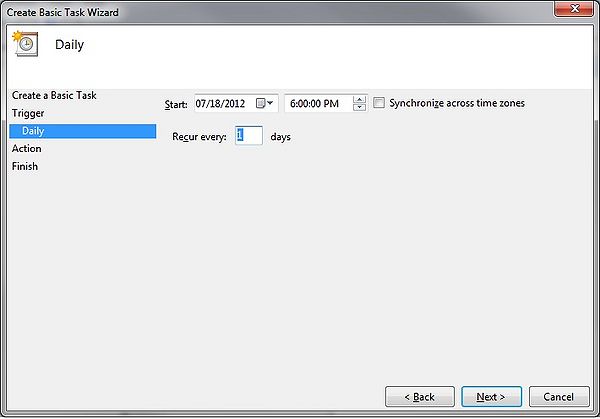 Create Basic Task Wizard
Daily
Create a Basic Task
Trigger
Daily
Action
Finish
Start: 07/18/2012 6:00:00 PM Synchronize across time zones
Recur every: 1 days
< Back Next > Cancel